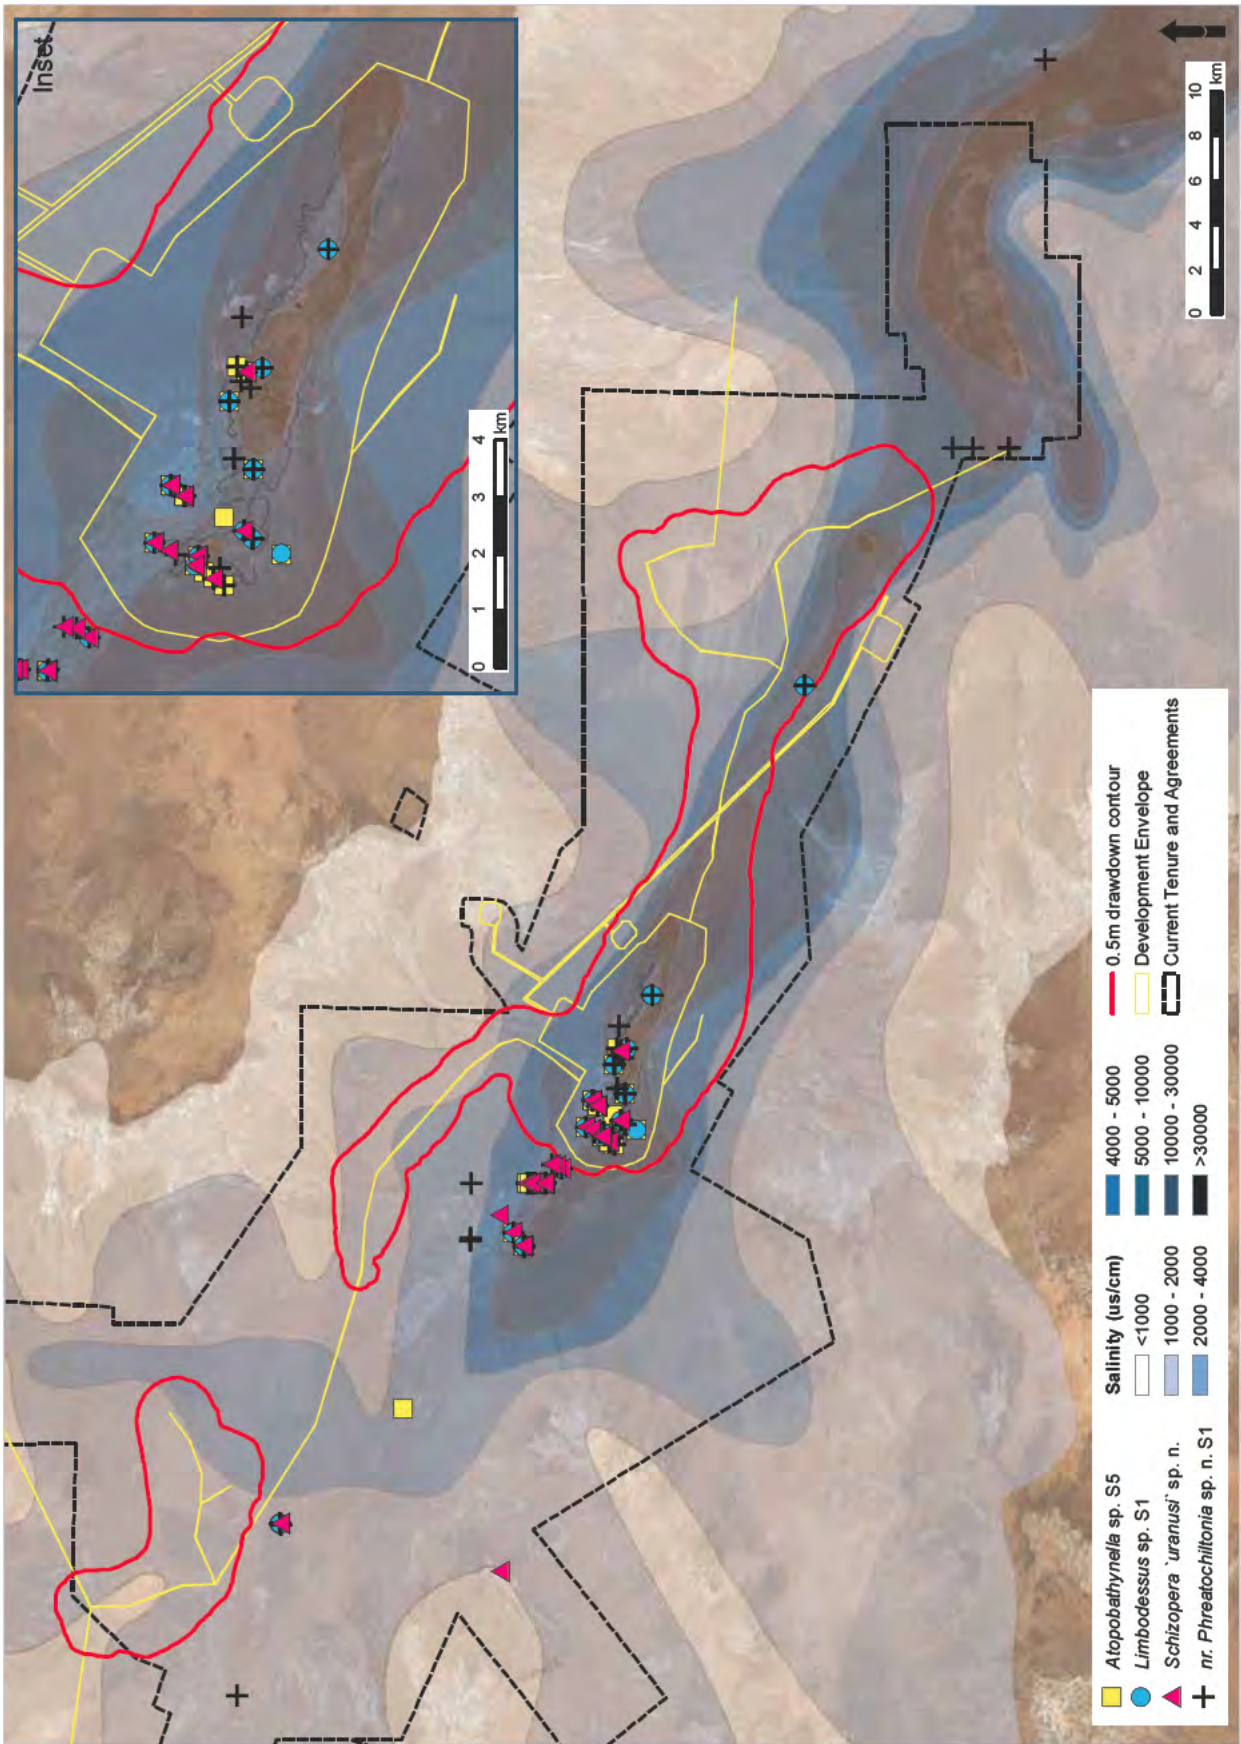 Inset
0 1 2 3 4
km
0 2 4 6 8 10
km
Atopobathynella sp. S5
Limbodessus sp. S1
Schizopera `uranusi` sp. n.
nr. Phreatochiltonia sp. n. S1
Salinity (us/cm)
<1000
1000 - 2000
2000 - 4000
4000 - 5000
5000 - 10000
10000 - 30000
>30000
0.5m drawdown contour
Development Envelope
Current Tenure and Agreements